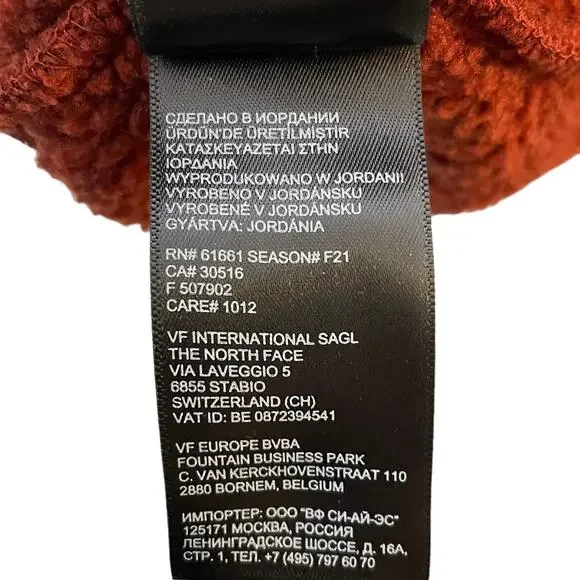 СДЕЛАНО В ИОРДАНИИ
ÜRDÜN'DE ÜRETİLMİŞTİR
ΚΑΤΑΣΚΕΥΑΖΕΤΑΙ ΣΤΗΝ
ΙΟΡΔΑΝΙΑ
WYPRODUKOWANO W JORDANII
VYROBENO V JORDÁNSKU
VYROBENÉ V JORDÁNSKU
GYÁRTVA: JORDÁNIA
RN# 61661 SEASON# F21
CA# 30516
F 507902
CARE# 1012
VF INTERNATIONAL SAGL
THE NORTH FACE
VIA LAVEGGIO 5
6855 STABIO
SWITZERLAND (CH)
VAT ID: BE 0872394541
VF EUROPE BVBA
FOUNTAIN BUSINESS PARK
C. VAN KERCKHOVENSTRAAT 110
2880 BORNEM, BELGIUM
ИМПОРТЕР: ООО "ВФ СИ-АЙ-ЭС"
125171 МОСКВА, РОССИЯ
ЛЕНИНГРАДСКОЕ ШОССЕ, Д. 16А,
СТР. 1, ТЕЛ. +7 (495) 797 60 70